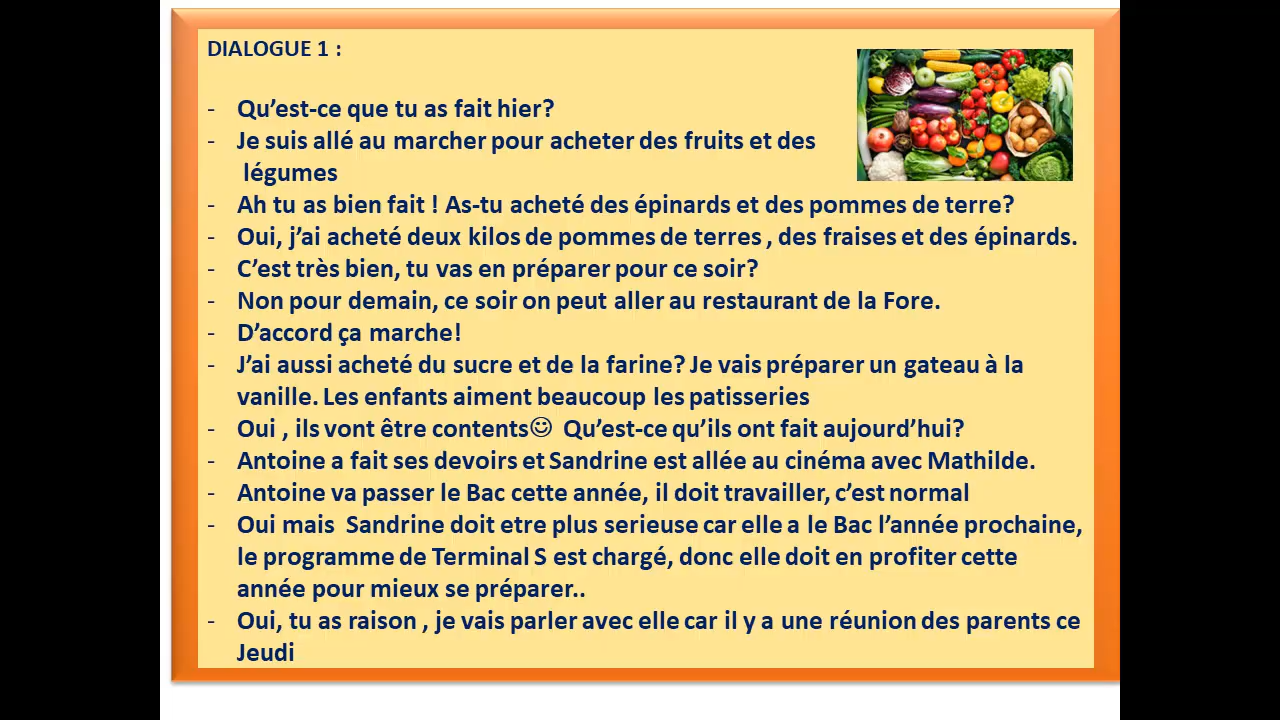 DIALOGUE 1 :
- Qu’est-ce que tu as fait hier?
- Je suis allé au marcher pour acheter des fruits et des
légumes
- Ah tu as bien fait ! As-tu acheté des épinards et des pommes de terre?
- Oui, j’ai acheté deux kilos de pommes de terres , des fraises et des épinards.
- C’est très bien, tu vas en préparer pour ce soir?
- Non pour demain, ce soir on peut aller au restaurant de la Fore.
- D’accord ça marche!
- J’ai aussi acheté du sucre et de la farine? Je vais préparer un gateau à la
vanille. Les enfants aiment beaucoup les patisseries
- Oui , ils vont être contents☺ Qu’est-ce qu’ils ont fait aujourd’hui?
- Antoine a fait ses devoirs et Sandrine est allée au cinéma avec Mathilde.
- Antoine va passer le Bac cette année, il doit travailler, c’est normal
- Oui mais Sandrine doit etre plus serieuse car elle a le Bac l’année prochaine,
le programme de Terminal S est chargé, donc elle doit en profiter cette
année pour mieux se préparer..
- Oui, tu as raison , je vais parler avec elle car il y a une réunion des parents ce
Jeudi